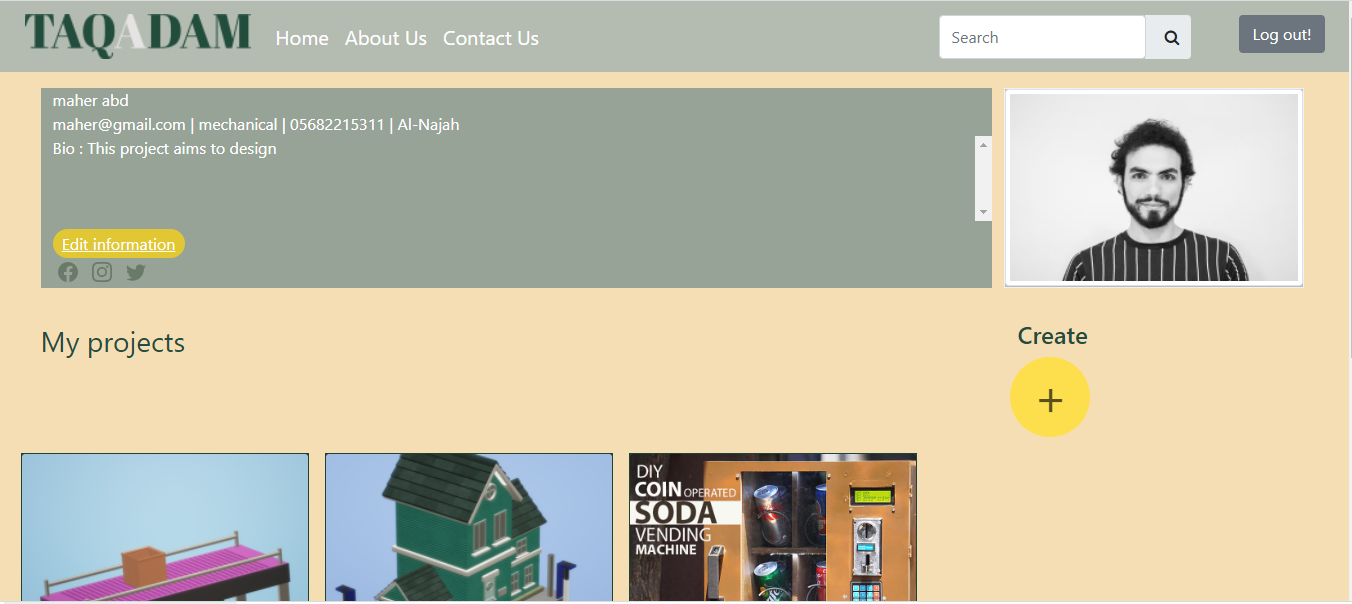 TAQADAM
Home About Us Contact Us
Search
Log out!
maher abd
maher@gmail.com | mechanical | 05682215311 | Al-Najah
Bio : This project aims to design
Edit information
My projects
Create
+
DIY
COIN OPERATED
SODA
VENDING
MACHINE